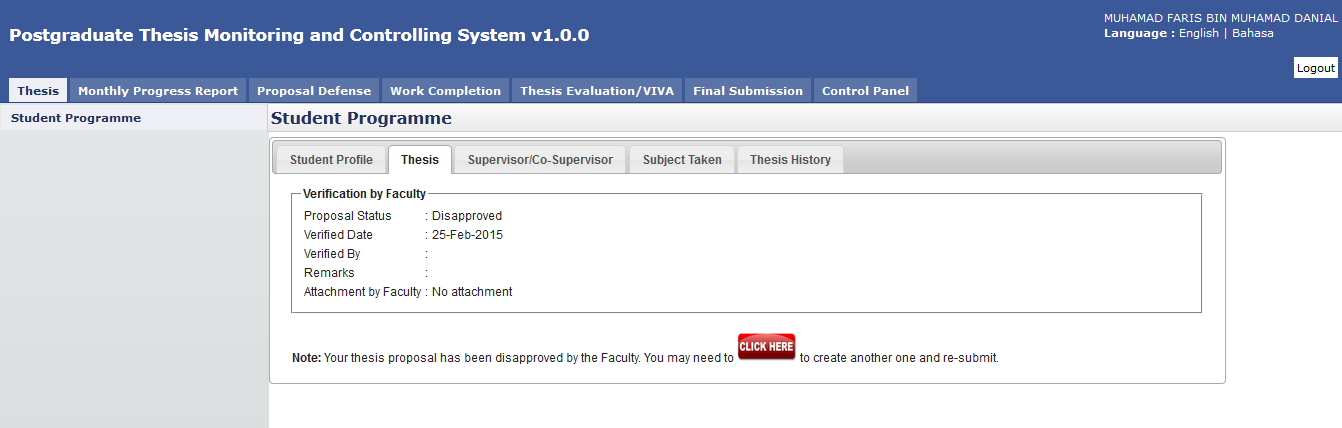 MUHAMAD FARIS BIN MUHAMAD DANIAL
Postgraduate Thesis Monitoring and Controlling System v1.0.0
Language : English | Bahasa
Logout
Thesis Monthly Progress Report Proposal Defense Work Completion Thesis Evaluation/VIVA Final Submission Control Panel
Student Programme
Student Programme
Student Profile Thesis Supervisor/Co-Supervisor Subject Taken Thesis History
Verification by Faculty
Proposal Status : Disapproved
Verified Date : 25-Feb-2015
Verified By :
Remarks :
Attachment by Faculty : No attachment
Note: Your thesis proposal has been disapproved by the Faculty. You may need to CLICK HERE to create another one and re-submit.